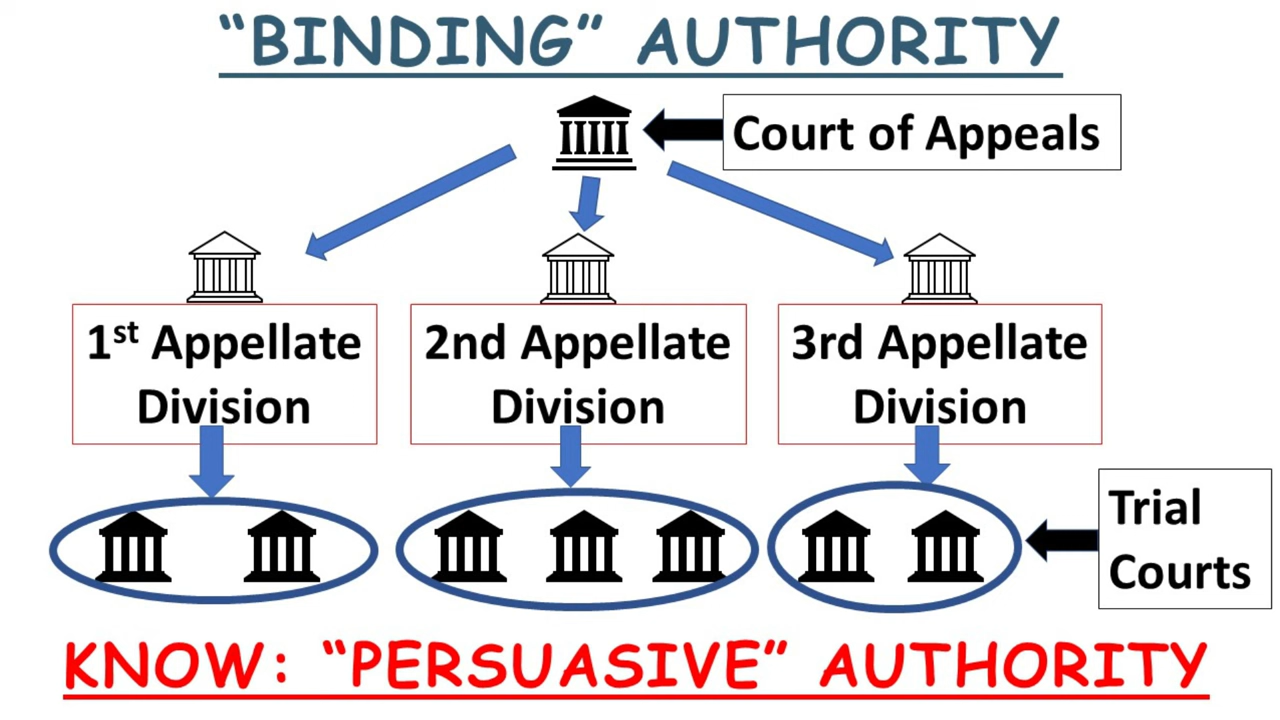 “BINDING” AUTHORITY
Court of Appeals
1st Appellate
Division
2nd Appellate
Division
3rd Appellate
Division
Trial
Courts
KNOW: “PERSUASIVE” AUTHORITY